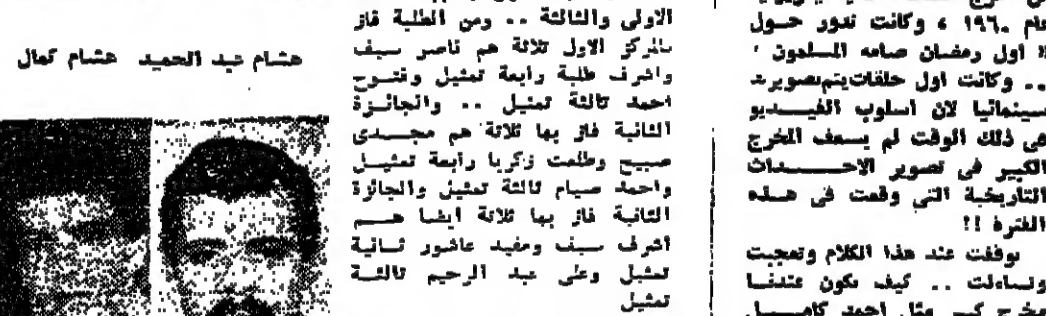 عام ١٩٦٠ ، وكانت تدور حول
« اول رمضان صامه المسلمون »
.. وكانت اول حلقات يتم تصويرها
سينمائيا لان اسلوب الفيديو
فى ذلك الوقت لم يسعف المخرج
الكبير فى تصوير الاحداث
التاريخية التى وقعت فى هذه
الفترة !!
توقفت عند هذا الكلام وتعجبت
وتساءلت .. كيف يكون عندنا
مخرج كبير مثل احمد كامل
الاولى والثالثة .. ومن الطلبة فاز
بالمركز الاول ثلاثة هم ناصر سيف
واشرف طلبة رابعة تمثيل وفتوح
احمد ثالثة تمثيل .. والجائزة
الثانية فاز بها ثلاثة هم مجدى
صبيح وطلعت زكريا رابعة تمثيل
واحمد صيام ثالثة تمثيل والجائزة
الثانية فاز بها ثلاثة ايضا هم
اشرف سيف ومفيد عاشور ثانية
تمثيل وعلى عبد الرحيم ثالثة
تمثيل
هشام عبد الحميد هشام كمال